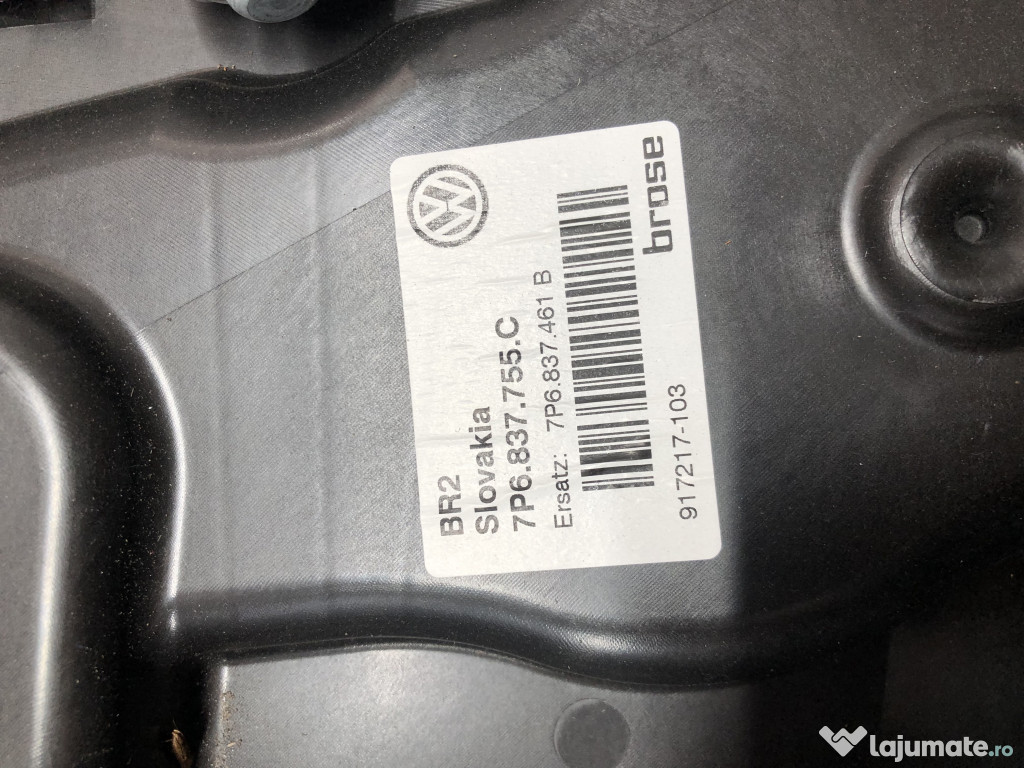 BR2
Slovakia
7P6.837.755.C
Ersatz: 7P6.837.461 B
917217-103
brose
lajumate.ro